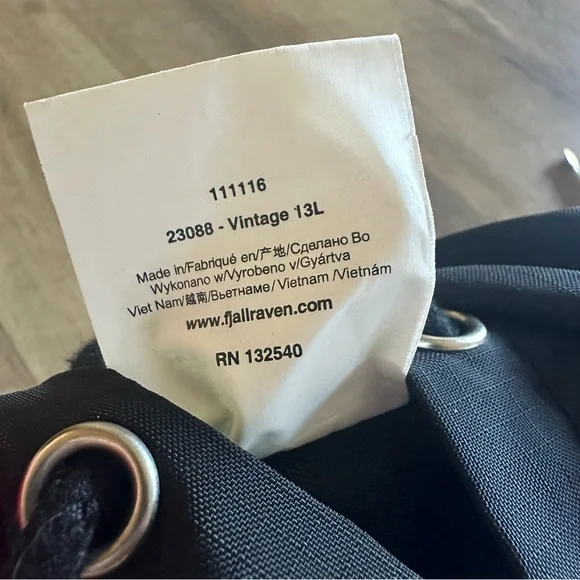 111116
23088 - Vintage 13L
Made in/Fabriqué en/产地/Сделано Во
Wykonano w/Vyrobeno v/Gyártva
Viet Nam/越南/Вьетнаме/Vietnam /Vietnám
www.fjallraven.com
RN 132540